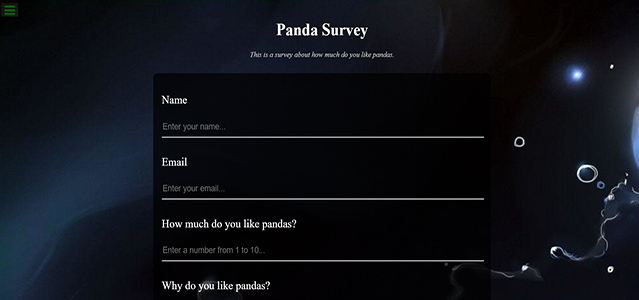 Panda Survey
This is a survey about how much do you like pandas.
Name
Enter your name...
Email
Enter your email...
How much do you like pandas?
Enter a number from 1 to 10...
Why do you like pandas?